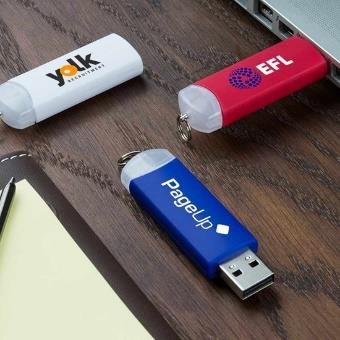 yolk
RECRUITMENT
EFL
PageUp